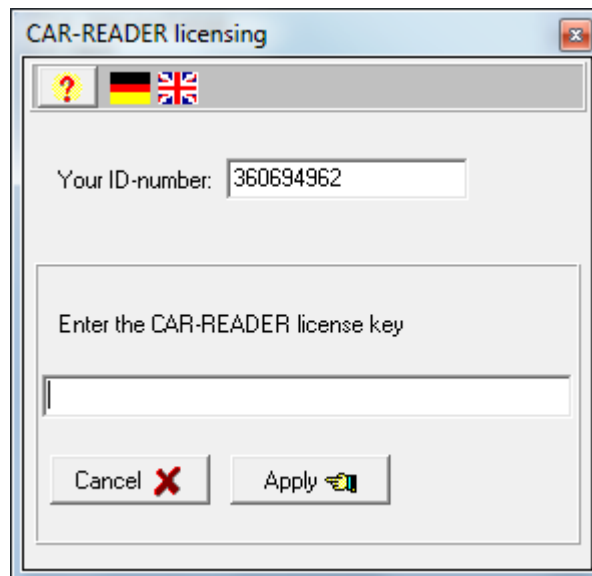 CAR-READER licensing
?
Your ID-number: 360694962
Enter the CAR-READER license key
Cancel Apply